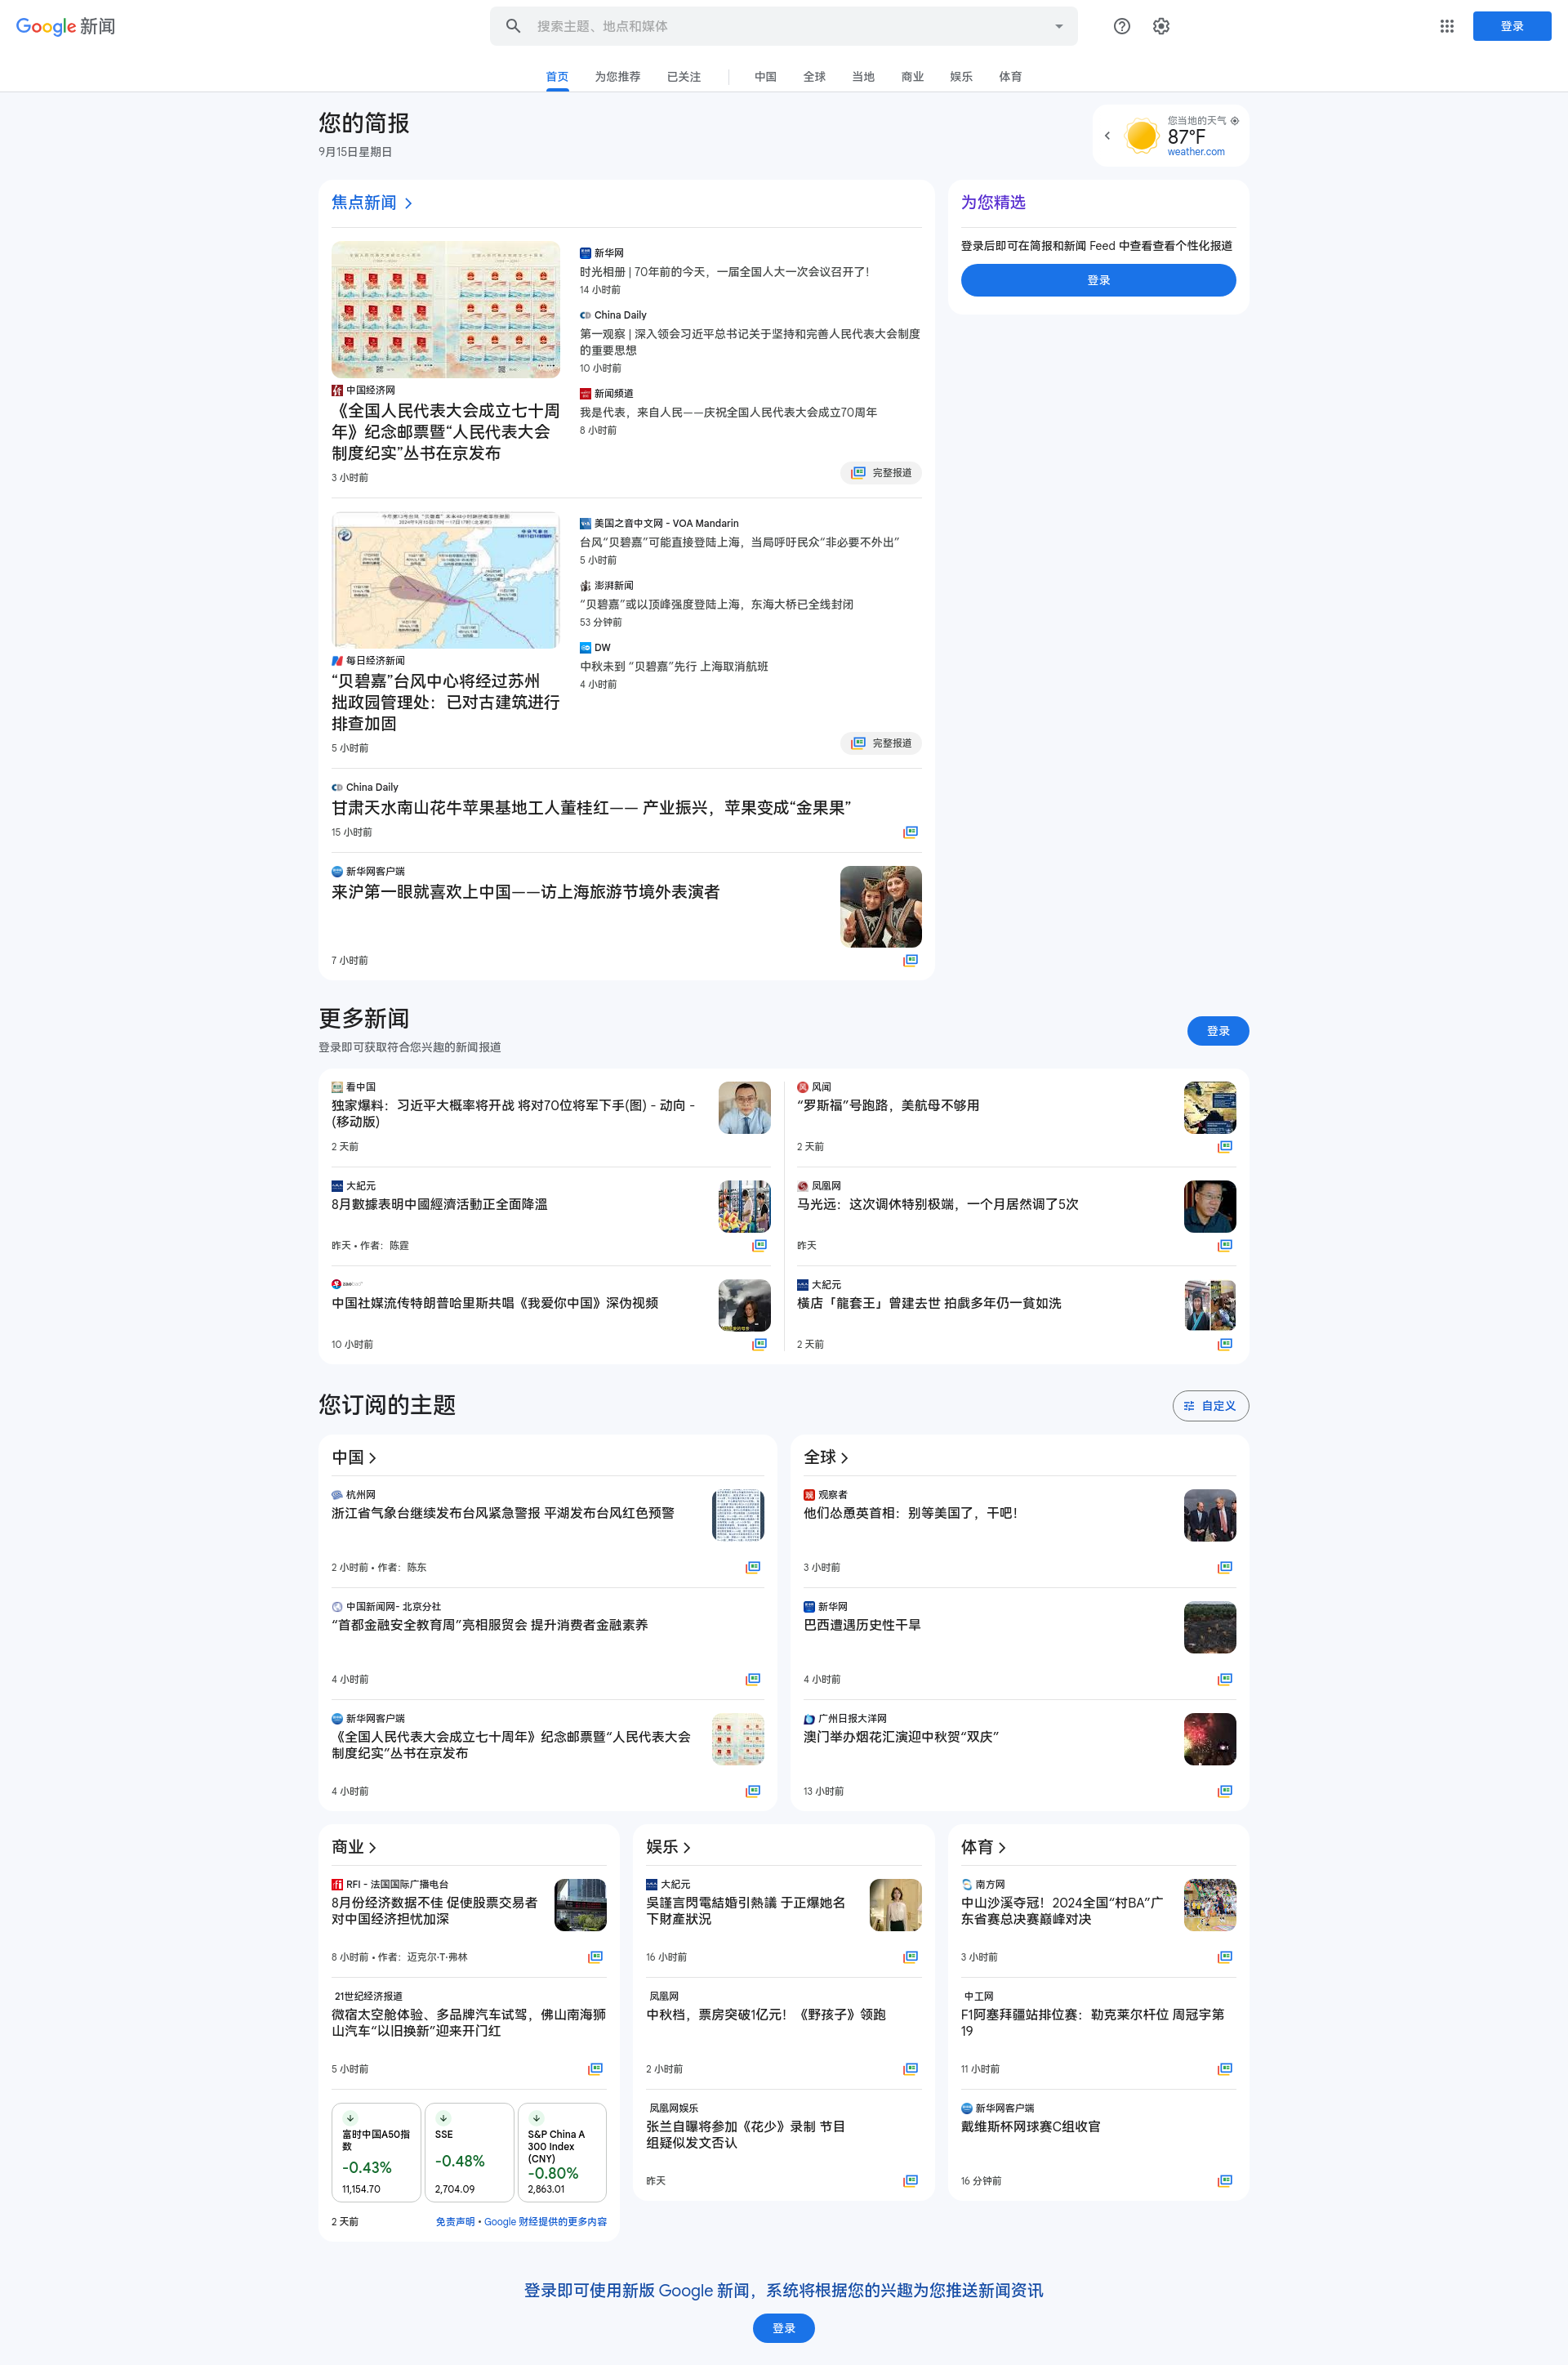 Google 新闻
搜索主题、地点和媒体
登录
首页
为您推荐
已关注
中国
全球
当地
商业
娱乐
体育
您的简报
9月15日星期日
您当地的天气
87°F
weather.com
焦点新闻
中国经济网
《全国人民代表大会成立七十周
年》纪念邮票暨“人民代表大会
制度纪实”丛书在京发布
3 小时前
新华网
时光相册 | 70年前的今天，一届全国人大一次会议召开了！
14 小时前
China Daily
第一观察 | 深入领会习近平总书记关于坚持和完善人民代表大会制度
的重要思想
10 小时前
新闻频道
我是代表，来自人民——庆祝全国人民代表大会成立70周年
8 小时前
完整报道
每日经济新闻
“贝碧嘉”台风中心将经过苏州
拙政园管理处：已对古建筑进行
排查加固
5 小时前
美国之音中文网 - VOA Mandarin
台风“贝碧嘉”可能直接登陆上海，当局呼吁民众“非必要不外出”
5 小时前
澎湃新闻
“贝碧嘉”或以顶峰强度登陆上海，东海大桥已全线封闭
53 分钟前
DW
中秋未到 “贝碧嘉”先行 上海取消航班
4 小时前
完整报道
China Daily
甘肃天水南山花牛苹果基地工人董桂红—— 产业振兴，苹果变成“金果果”
15 小时前
新华网客户端
来沪第一眼就喜欢上中国——访上海旅游节境外表演者
7 小时前
为您精选
登录后即可在简报和新闻 Feed 中查看查看个性化报道
登录
更多新闻
登录即可获取符合您兴趣的新闻报道
登录
看中国
独家爆料：习近平大概率将开战 将对70位将军下手(图) - 动向 -
(移动版)
2 天前
大紀元
8月數據表明中國經濟活動正全面降溫
昨天 • 作者：陈霆
中国社媒流传特朗普哈里斯共唱《我爱你中国》深伪视频
10 小时前
风闻
“罗斯福”号跑路，美航母不够用
2 天前
凤凰网
马光远：这次调休特别极端，一个月居然调了5次
昨天
大紀元
橫店「龍套王」曾建去世 拍戲多年仍一貧如洗
2 天前
您订阅的主题
自定义
中国
杭州网
浙江省气象台继续发布台风紧急警报 平湖发布台风红色预警
2 小时前 • 作者：陈东
中国新闻网- 北京分社
“首都金融安全教育周”亮相服贸会 提升消费者金融素养
4 小时前
新华网客户端
《全国人民代表大会成立七十周年》纪念邮票暨“人民代表大会
制度纪实”丛书在京发布
4 小时前
全球
观察者
他们怂恿英首相：别等美国了，干吧！
3 小时前
新华网
巴西遭遇历史性干旱
4 小时前
广州日报大洋网
澳门举办烟花汇演迎中秋贺“双庆”
13 小时前
商业
RFI - 法国国际广播电台
8月份经济数据不佳 促使股票交易者
对中国经济担忧加深
8 小时前 • 作者：迈克尔·T·弗林
21世纪经济报道
微宿太空舱体验、多品牌汽车试驾，佛山南海狮
山汽车“以旧换新”迎来开门红
5 小时前
富时中国A50指
数
-0.43%
11,154.70
SSE
-0.48%
2,704.09
S&P China A
300 Index
(CNY)
-0.80%
2,863.01
2 天前
免责声明 • Google 财经提供的更多内容
娱乐
大紀元
吳謹言閃電結婚引熱議 于正爆她名
下財產狀況
16 小时前
凤凰网
中秋档，票房突破1亿元！《野孩子》领跑
2 小时前
凤凰网娱乐
张兰自曝将参加《花少》录制 节目
组疑似发文否认
昨天
体育
南方网
中山沙溪夺冠！2024全国“村BA”广
东省赛总决赛巅峰对决
3 小时前
中工网
F1阿塞拜疆站排位赛：勒克莱尔杆位 周冠宇第
19
11 小时前
新华网客户端
戴维斯杯网球赛C组收官
16 分钟前
登录即可使用新版 Google 新闻，系统将根据您的兴趣为您推送新闻资讯
登录